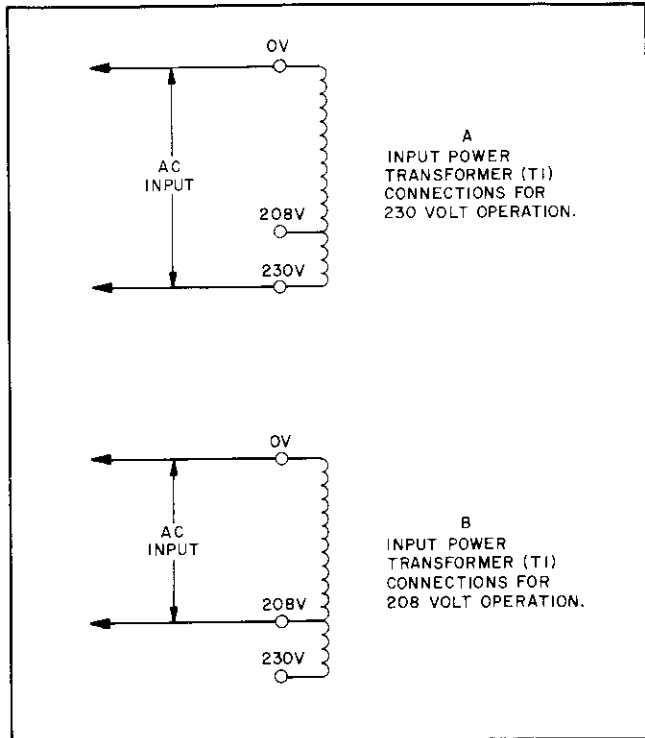 0V
AC
INPUT
208V
230V
A
INPUT POWER
TRANSFORMER (T1)
CONNECTIONS FOR
230 VOLT OPERATION.
0V
AC
INPUT
208V
230V
B
INPUT POWER
TRANSFORMER (T1)
CONNECTIONS FOR
208 VOLT OPERATION.